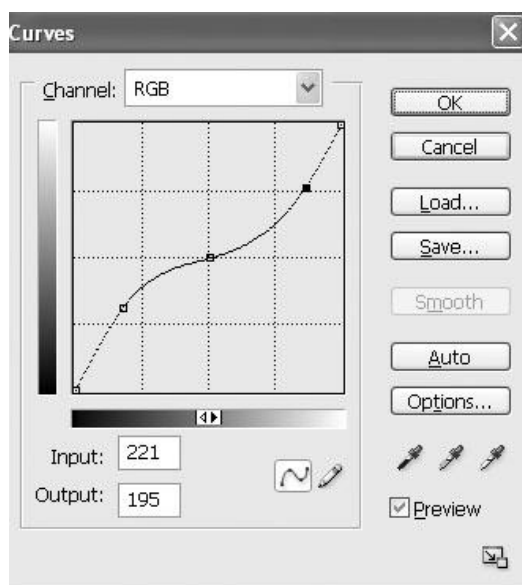 Curves
Channel: RGB
OK
Cancel
Load...
Save...
Smooth
Auto
Options...
Input: 221
Output: 195
Preview